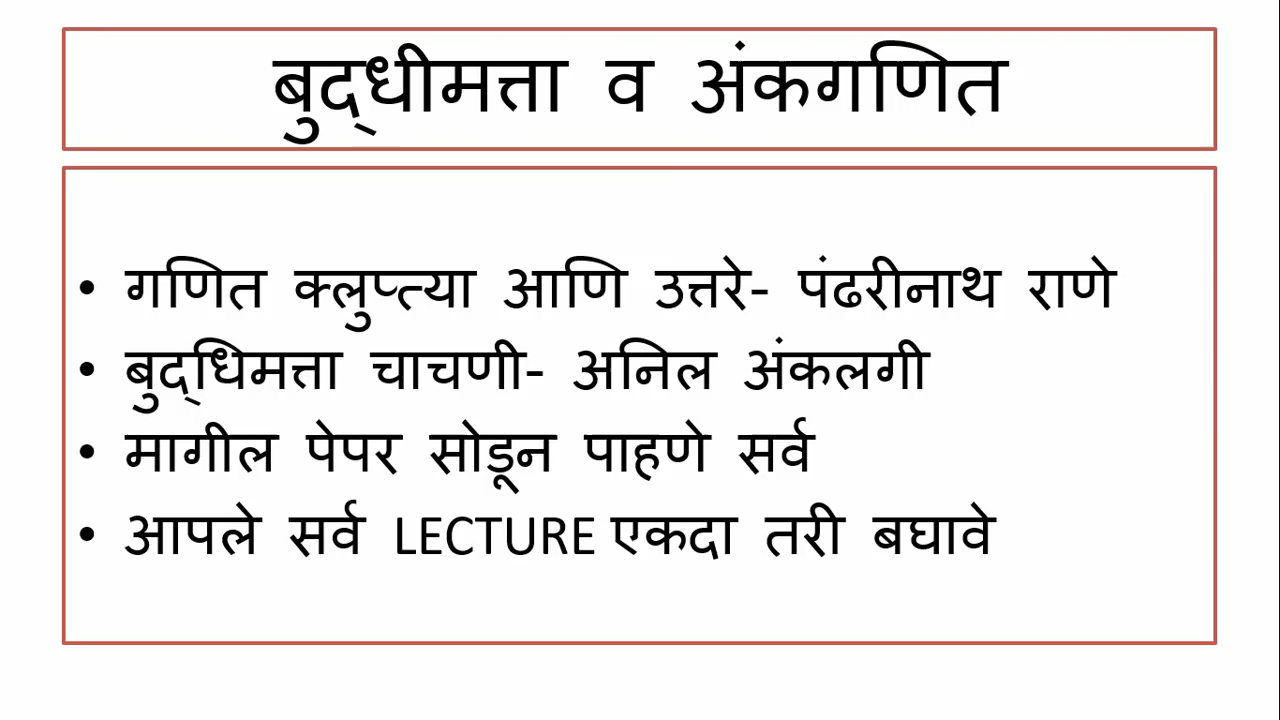 बुद्‌धीमत्ता व अंकगणित
• गणित क्लुप्त्या आणि उत्तरे- पंढरीनाथ राणे
• बुद्‌धिमत्ता चाचणी- अनिल अंकलगी
• मागील पेपर सोडून पाहणे सर्व
• आपले सर्व LECTURE एकदा तरी बघावे